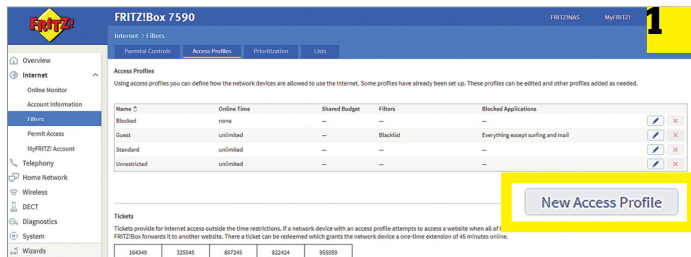 FRITZ!
FRITZ!Box 7590
FRITZ!NAS
MyFRITZ!
1
Internet > Filters
Parental Controls
Access Profiles
Prioritization
Lists
Overview
Internet
Online Monitor
Account Information
Filters
Permit Access
MyFRITZ! Account
Telephony
Home Network
Wireless
DECT
Diagnostics
System
Wizards
Access Profiles
Using access profiles you can define how the network devices are allowed to use the Internet. Some profiles have already been set up. These profiles can be edited and other profiles added as needed.
Name Online Time Shared Budget Filters Blocked Applications
Blocked none — — —
Guest unlimited — Blacklist Everything except surfing and mail
Standard unlimited — — —
Unrestricted unlimited — — —
New Access Profile
Tickets
Tickets provide for Internet access outside the time restrictions. If a network device with an access profile attempts to access a website when all of
FRITZ!Box forwards it to another website. There a ticket can be redeemed which grants the network device a one-time extension of 45 minutes online.
164349 325045 807245 822424 955059